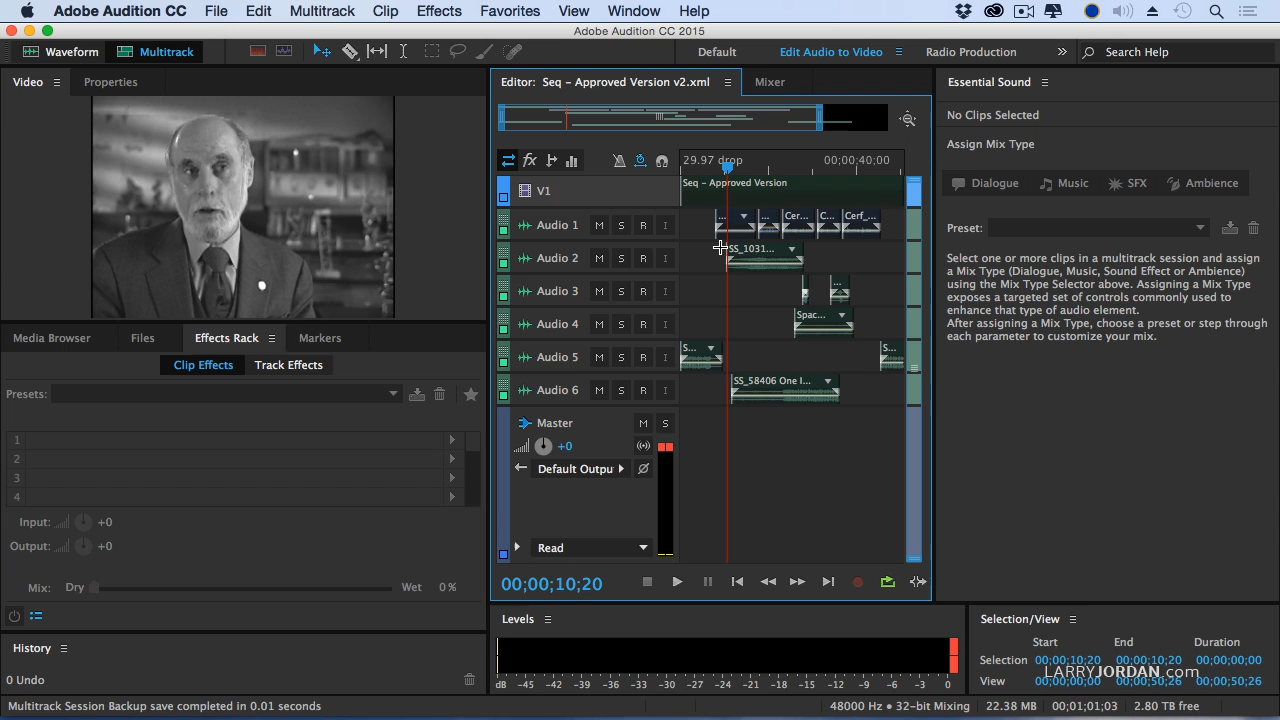 Adobe Audition CC File Edit Multitrack Clip Effects Favorites View Window Help
Adobe Audition CC 2015
Waveform Multitrack Default Edit Audio to Video Radio Production Search Help
Video Properties
Editor: Seq - Approved Version v2.xml Mixer
Essential Sound
No Clips Selected
Assign Mix Type
Dialogue Music SFX Ambience
Preset:
Select one or more clips in a multitrack session and assign
a Mix Type (Dialogue, Music, Sound Effect or Ambience)
using the Mix Type Selector above. Assigning a Mix Type
exposes a targeted set of controls commonly used to
enhance that type of audio element.
After assigning a Mix Type, choose a preset or step through
each parameter to customize your mix.
fx 29.97 drop 00;00;40;00
V1 Seq - Approved Version
Audio 1 M S R I ... ... Cer... C... Cerf_...
Audio 2 M S R I SS_1031...
Audio 3 M S R I ...
Audio 4 M S R I Spac...
Audio 5 M S R I S... S...
Audio 6 M S R I SS_58406 One I...
Master M S
+0
Default Outpu
Read
00;00;10;20
Media Browser Files Effects Rack Markers
Clip Effects Track Effects
Presets:
1
2
3
4
Input: +0
Output: +0
Mix: Dry Wet 0 %
History
0 Undo
Levels
dB -45 -42 -39 -36 -33 -30 -27 -24 -21 -18 -15 -12 -9 -6 -3 0
Selection/View
Start End Duration
Selection 00;00;10;20 00;00;10;20 00;00;00;00
View 00;00;00;00 00;00;50;26 00;00;50;26
LARRYJORDAN.com
Multitrack Session Backup save completed in 0.01 seconds
48000 Hz • 32-bit Mixing 22.38 MB 00;01;01;03 2.80 TB free